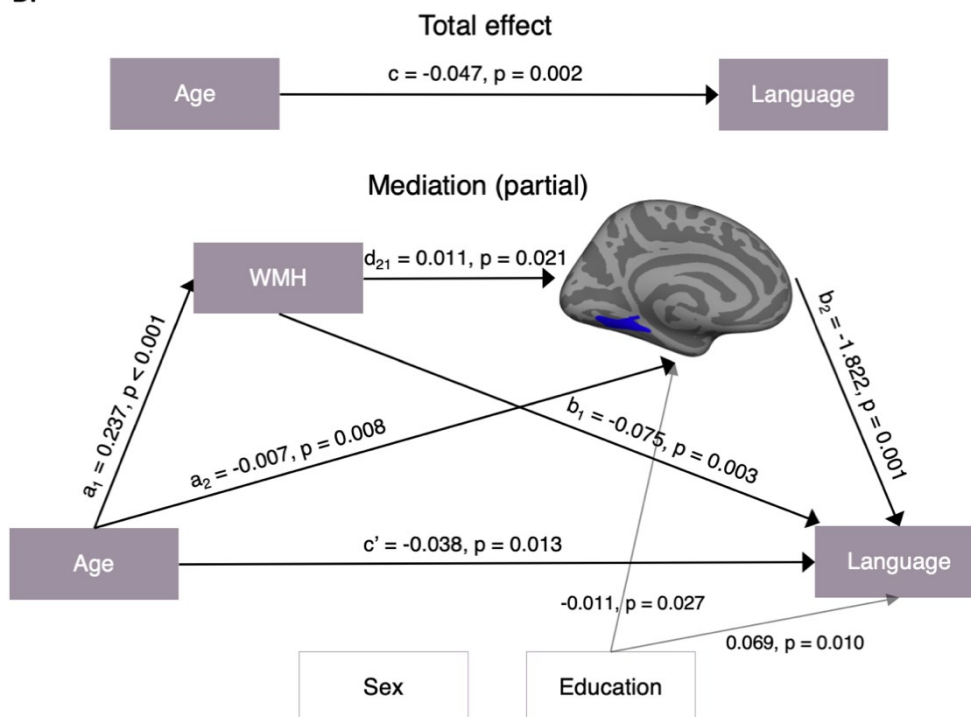 Total effect
Age
c = -0.047, p = 0.002
Language
Mediation (partial)
WMH
d21 = 0.011, p = 0.021
a1 = 0.237, p < 0.001
a2 = -0.007, p = 0.008
b1 = -0.075, p = 0.003
b2 = -1.822, p = 0.001
Age
c' = -0.038, p = 0.013
Language
-0.011, p = 0.027
0.069, p = 0.010
Sex
Education